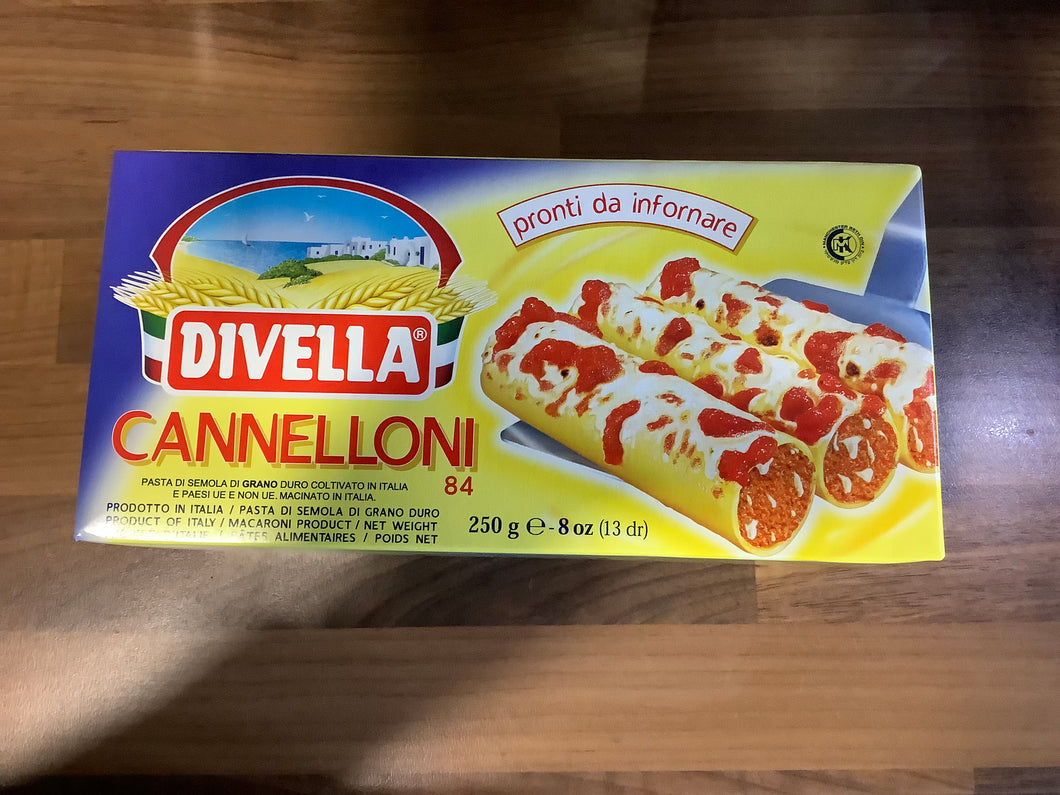 pronti da infornare
DIVELLA®
CANNELLONI
84
PASTA DI SEMOLA DI GRANO DURO COLTIVATO IN ITALIA
E PAESI UE E NON UE. MACINATO IN ITALIA.
PRODOTTO IN ITALIA / PASTA DI SEMOLA DI GRANO DURO
PRODUCT OF ITALY / MACARONI PRODUCT / NET WEIGHT
PÂTES ALIMENTAIRES / POIDS NET
250 g ℮ - 8 oz (13 dr)